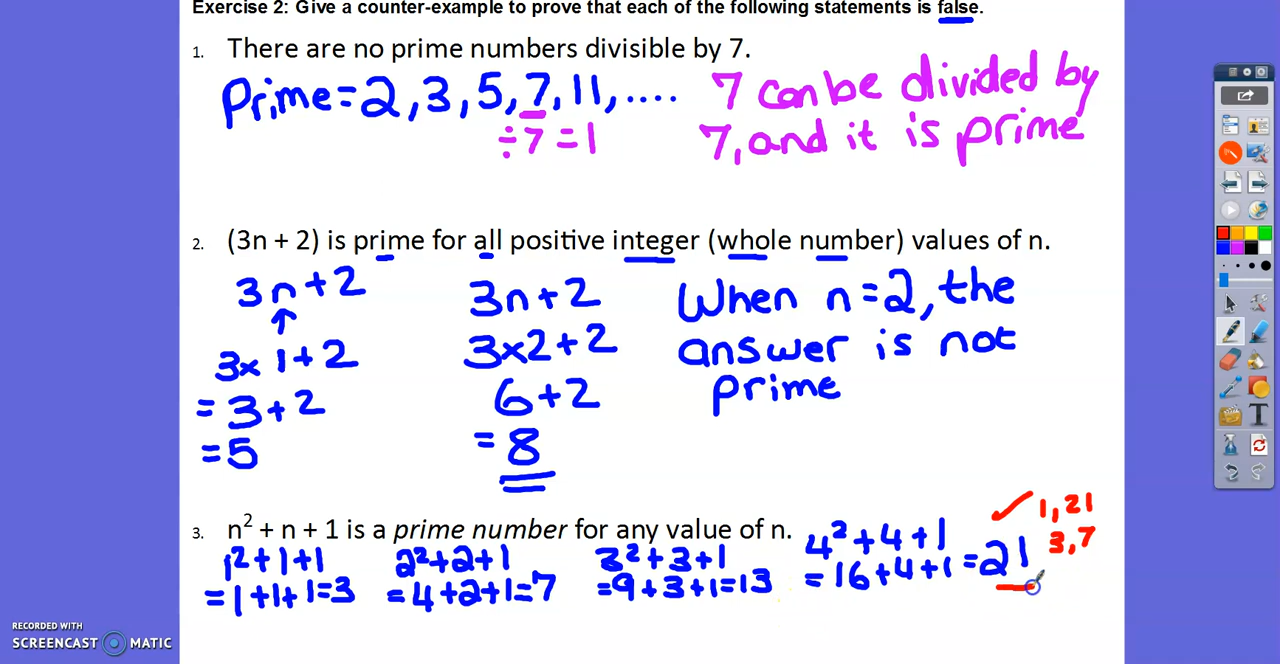 Exercise 2: Give a counter-example to prove that each of the following statements is false.
1. There are no prime numbers divisible by 7.
Prime=2,3,5,7,11,....
÷7=1
7 can be divided by
7, and it is prime
2. (3n + 2) is prime for all positive integer (whole number) values of n.
3n+2
3×1+2
=3+2
=5
3n+2
3×2+2
6+2
=8
When n=2, the
answer is not
prime
3. n² + n + 1 is a prime number for any value of n.
1²+1+1
=1+1+1=3
2²+2+1
=4+2+1=7
3²+3+1
=9+3+1=13
4²+4+1
=16+4+1=21
1,21
3,7
RECORDED WITH
SCREENCAST MATIC